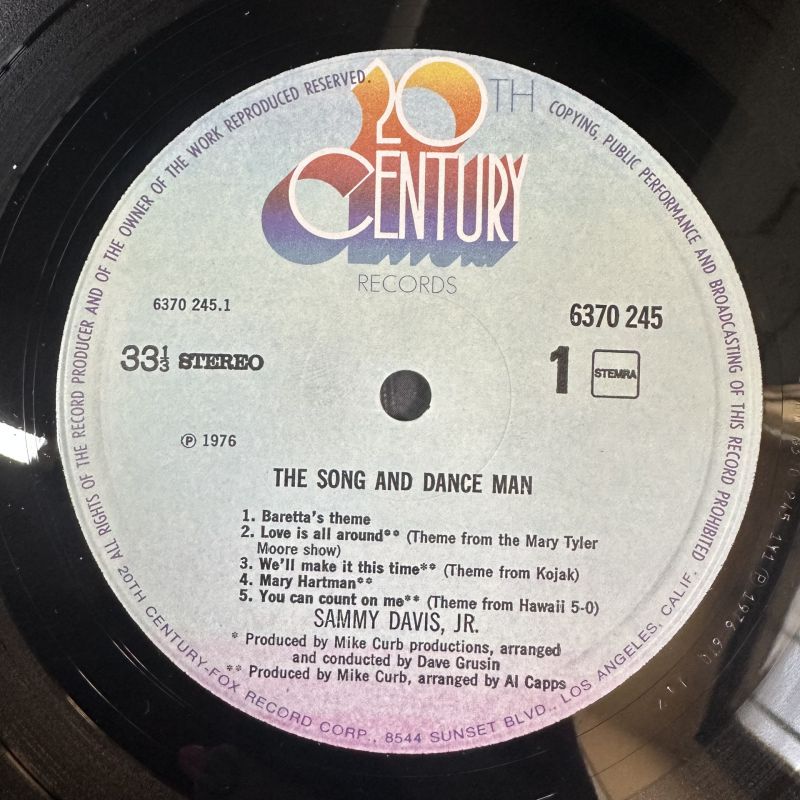 20TH
CENTURY
RECORDS
6370 245.1
6370 245
33⅓ STEREO
1
STEMRA
℗ 1976
THE SONG AND DANCE MAN
1. Baretta's theme
2. Love is all around** (Theme from the Mary Tyler
Moore show)
3. We'll make it this time** (Theme from Kojak)
4. Mary Hartman**
5. You can count on me** (Theme from Hawaii 5-0)
SAMMY DAVIS, JR.
* Produced by Mike Curb productions, arranged
and conducted by Dave Grusin
** Produced by Mike Curb, arranged by Al Capps
ALL RIGHTS OF THE RECORD PRODUCER AND OF THE OWNER OF THE WORK REPRODUCED RESERVED. COPYING, PUBLIC PERFORMANCE AND BROADCASTING OF THIS RECORD PROHIBITED
20TH CENTURY-FOX RECORD CORP., 8544 SUNSET BLVD., LOS ANGELES, CALIF.